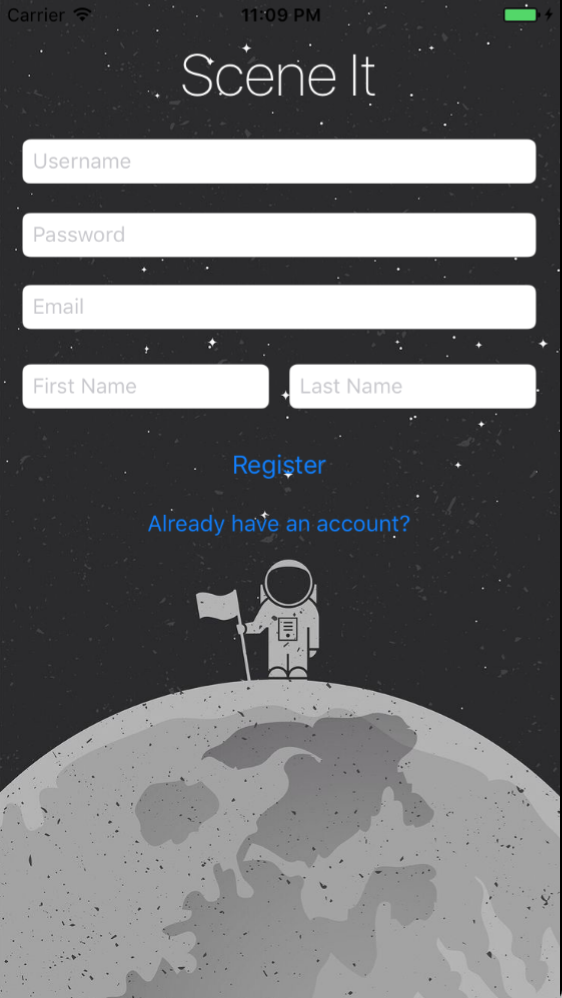 Carrier 11:09 PM
Scene It
Username
Password
Email
First Name Last Name
Register
Already have an account?